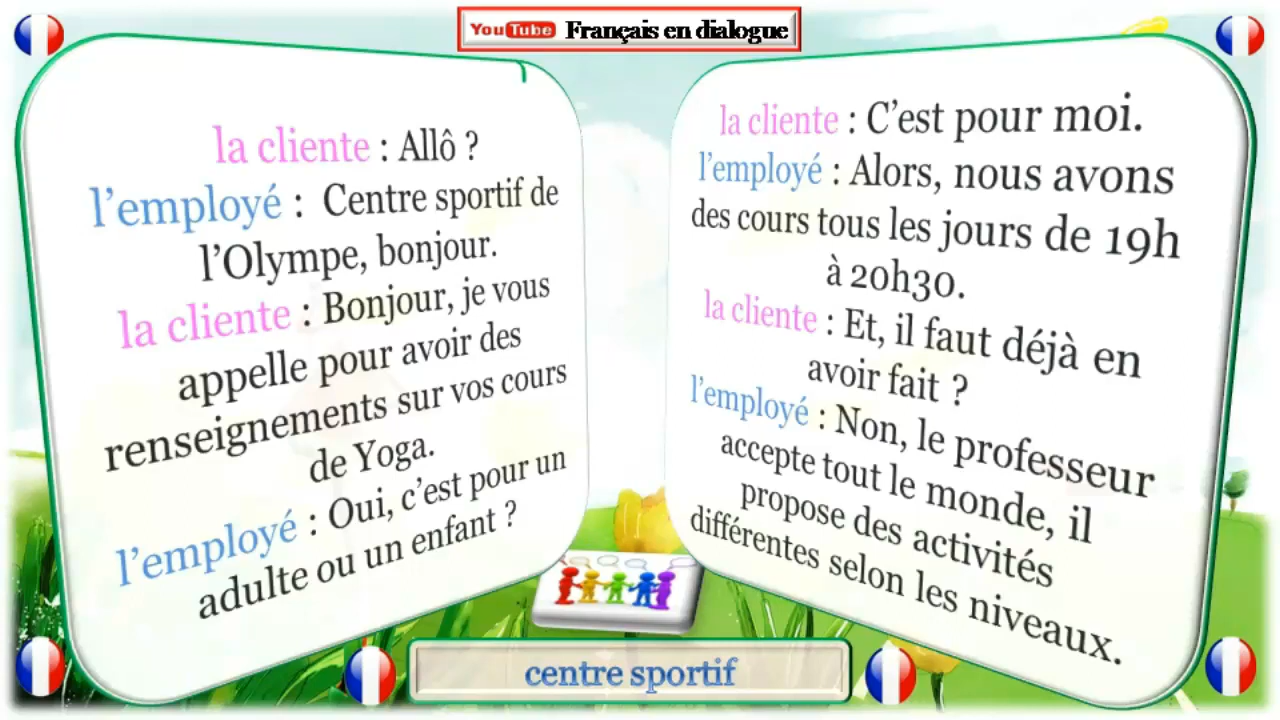 YouTube Français en dialogue
la cliente : Allô ?
l'employé : Centre sportif de
l'Olympe, bonjour.
la cliente : Bonjour, je vous
appelle pour avoir des
renseignements sur vos cours
de Yoga.
l'employé : Oui, c'est pour un
adulte ou un enfant ?
la cliente : C'est pour moi.
l'employé : Alors, nous avons
des cours tous les jours de 19h
à 20h30.
la cliente : Et, il faut déjà en
avoir fait ?
l'employé : Non, le professeur
accepte tout le monde, il
propose des activités
différentes selon les niveaux.
centre sportif